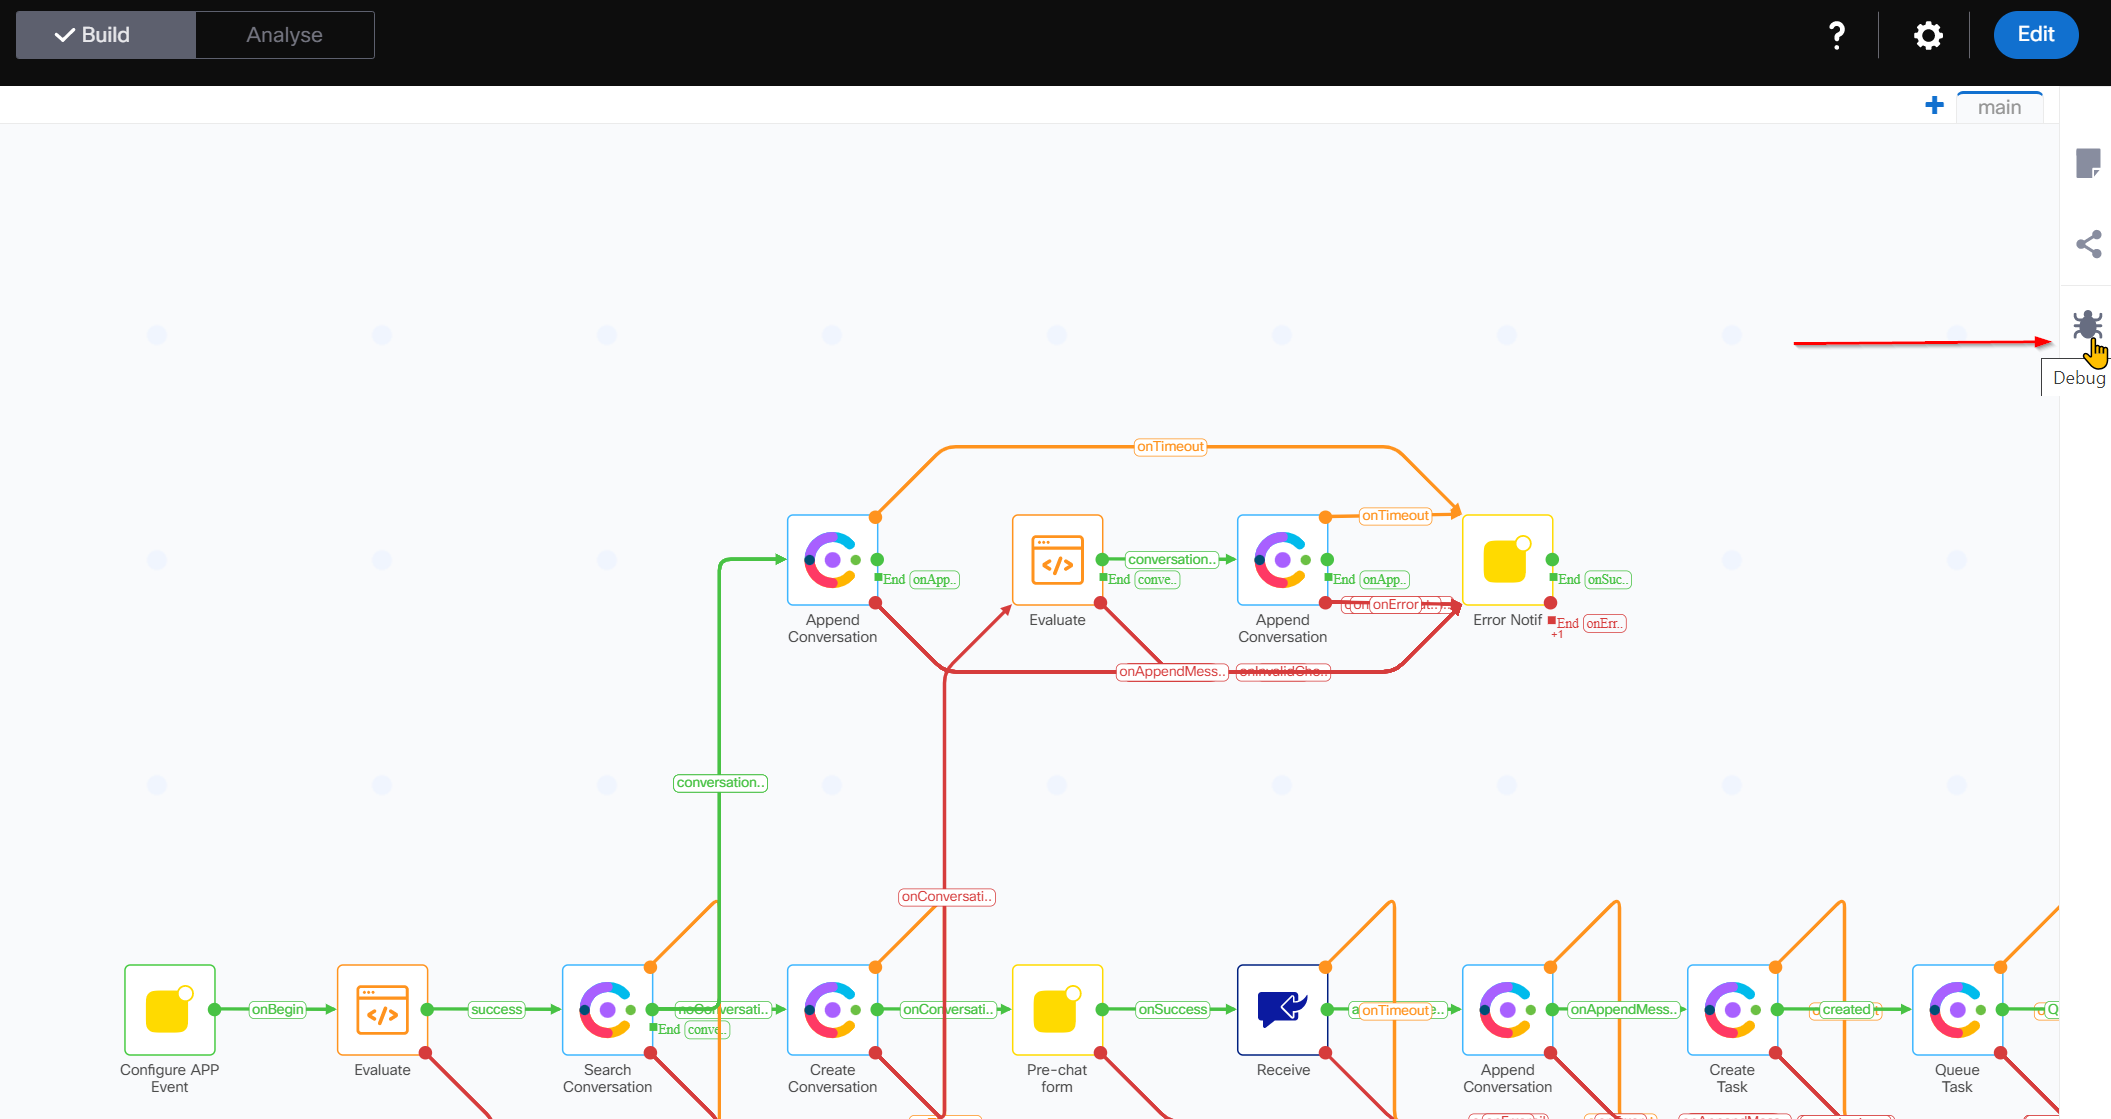 Build
Analyse
?
Edit
+
main
Debug
onTimeout
onTimeout
conversation..
End onApp..
End conve..
End onApp..
End onSuc..
onError
Append
Conversation
Evaluate
Append
Conversation
Error Notif
End onErr..
+1
onAppendMess..
onInvalidCho..
conversation..
onConversati..
onBegin
success
noConversati..
onConversati..
onSuccess
onTimeout
onAppendMess..
created
End conve..
Configure APP
Event
Evaluate
Search
Conversation
Create
Conversation
Pre-chat
form
Receive
Append
Conversation
Create
Task
Queue
Task